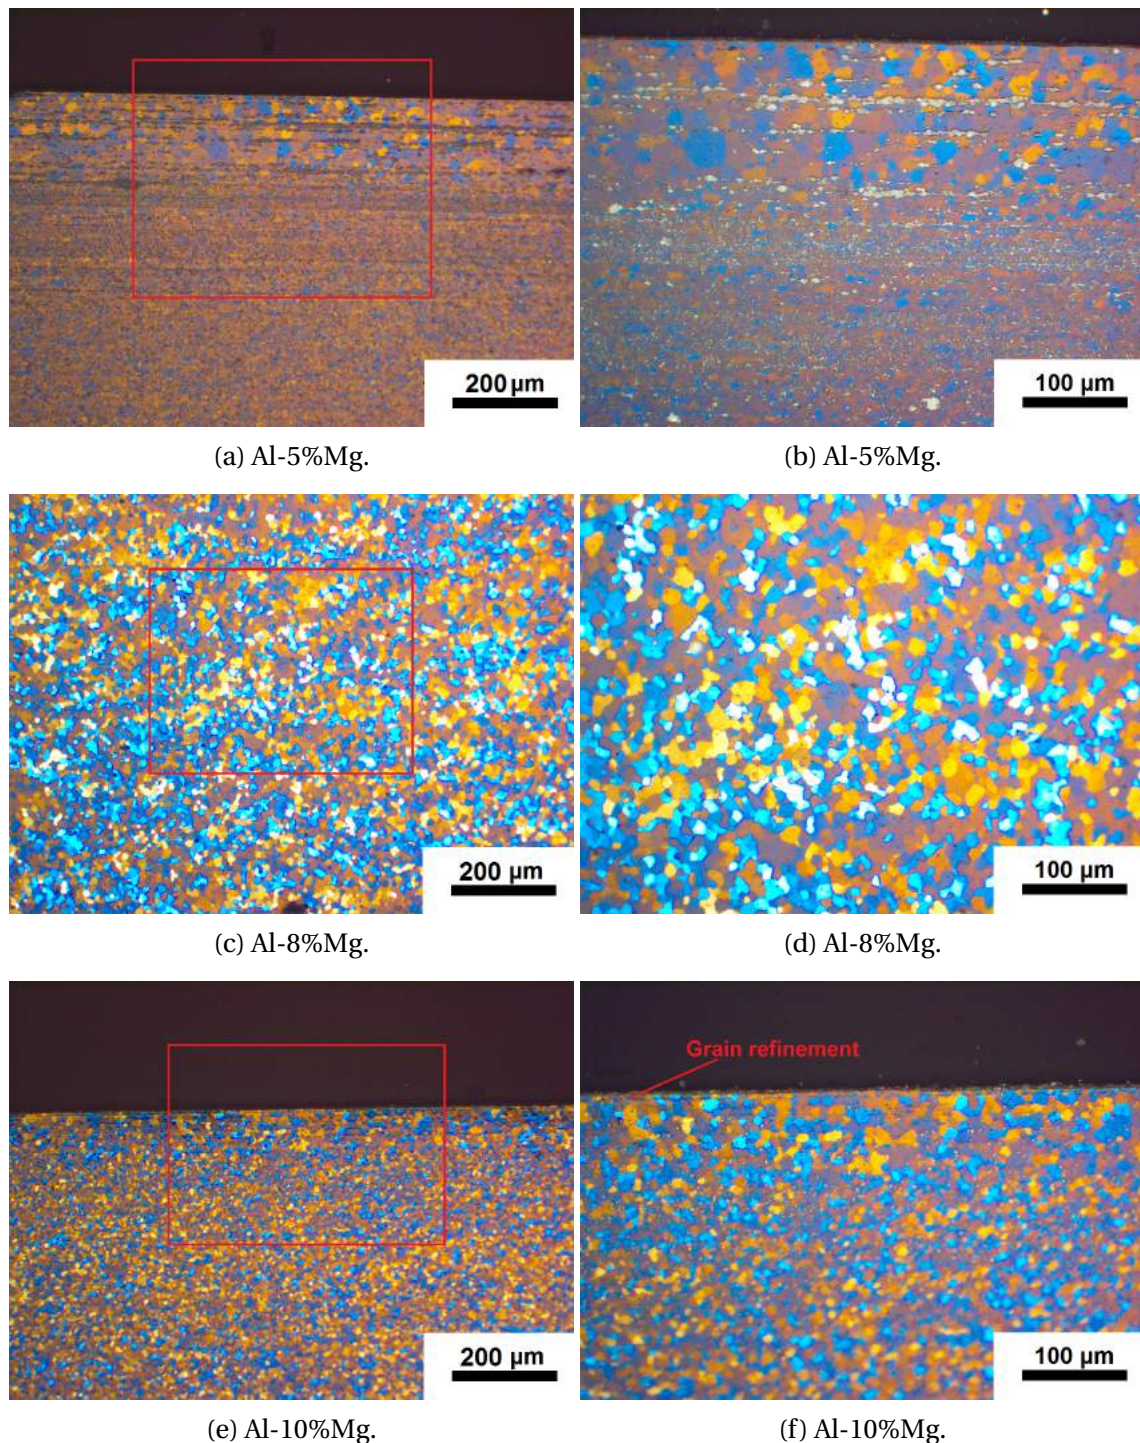 200 µm
100 µm
(a) Al-5%Mg.
(b) Al-5%Mg.
200 µm
100 µm
(c) Al-8%Mg.
(d) Al-8%Mg.
Grain refinement
200 µm
100 µm
(e) Al-10%Mg.
(f) Al-10%Mg.